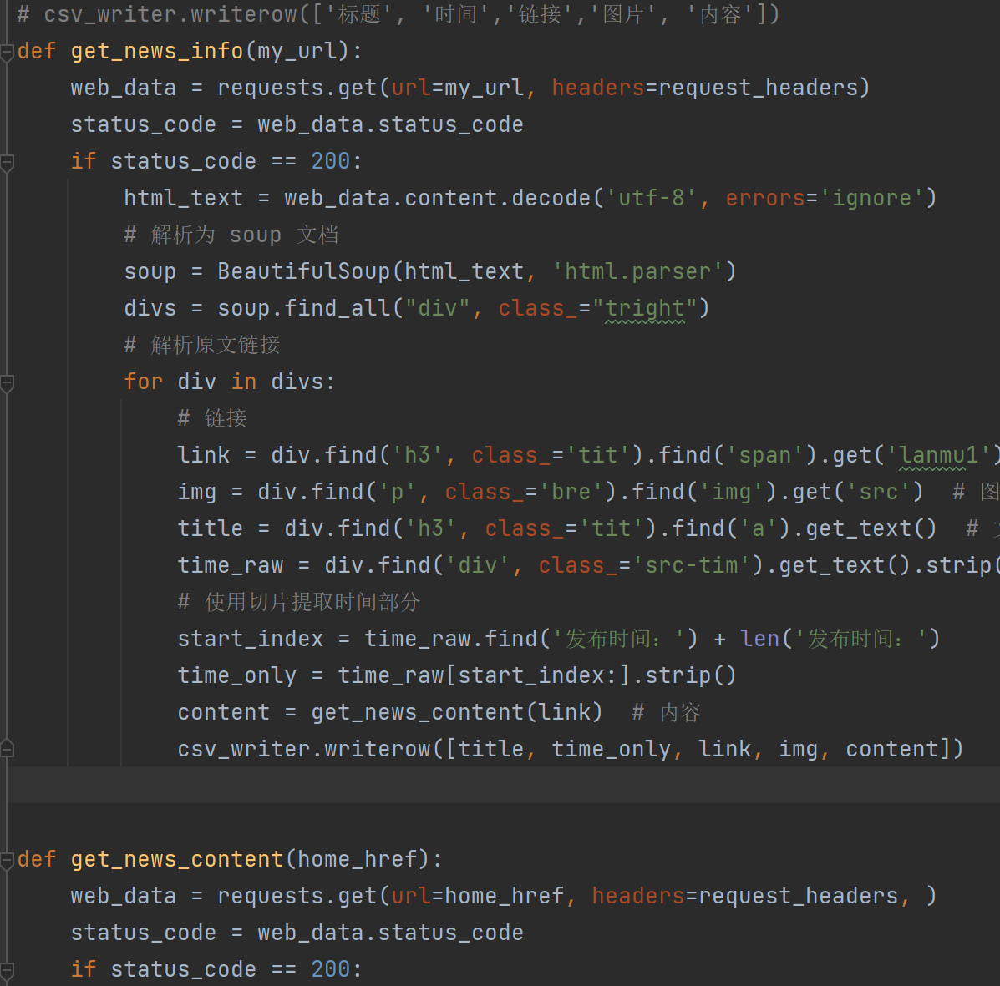 # csv_writer.writerow(['标题', '时间','链接','图片', '内容'])
def get_news_info(my_url):
    web_data = requests.get(url=my_url, headers=request_headers)
    status_code = web_data.status_code
    if status_code == 200:
        html_text = web_data.content.decode('utf-8', errors='ignore')
        # 解析为 soup 文档
        soup = BeautifulSoup(html_text, 'html.parser')
        divs = soup.find_all("div", class_="tright")
        # 解析原文链接
        for div in divs:
            # 链接
            link = div.find('h3', class_='tit').find('span').get('lanmu1')
            img = div.find('p', class_='bre').find('img').get('src')  # 图
            title = div.find('h3', class_='tit').find('a').get_text()  #
            time_raw = div.find('div', class_='src-tim').get_text().strip(
            # 使用切片提取时间部分
            start_index = time_raw.find('发布时间：') + len('发布时间：')
            time_only = time_raw[start_index:].strip()
            content = get_news_content(link)  # 内容
            csv_writer.writerow([title, time_only, link, img, content])
def get_news_content(home_href):
    web_data = requests.get(url=home_href, headers=request_headers, )
    status_code = web_data.status_code
    if status_code == 200: